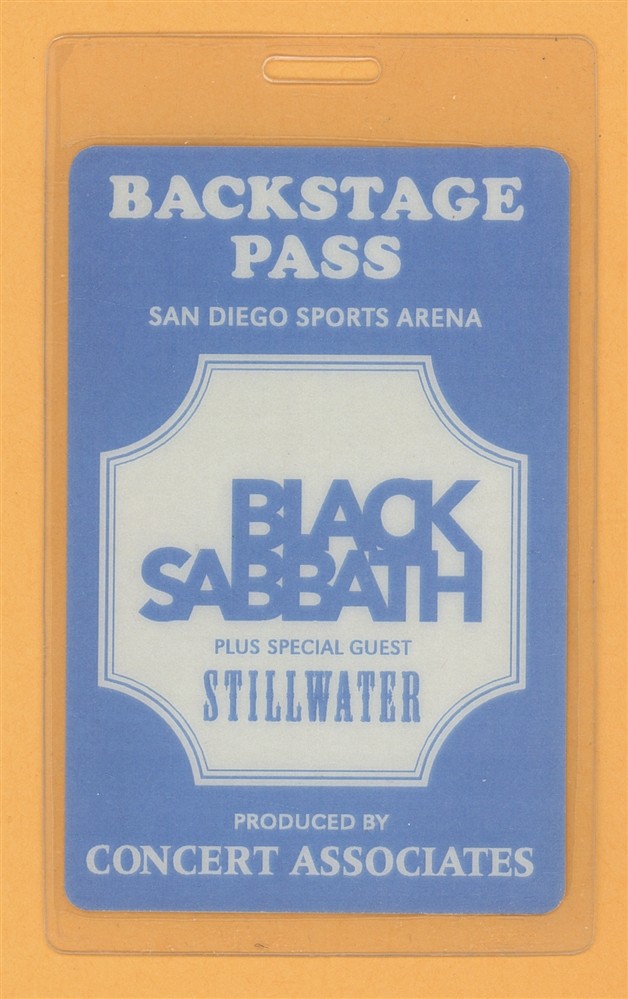 BACKSTAGE
PASS
SAN DIEGO SPORTS ARENA
BLACK
SABBATH
PLUS SPECIAL GUEST
STILLWATER
PRODUCED BY
CONCERT ASSOCIATES